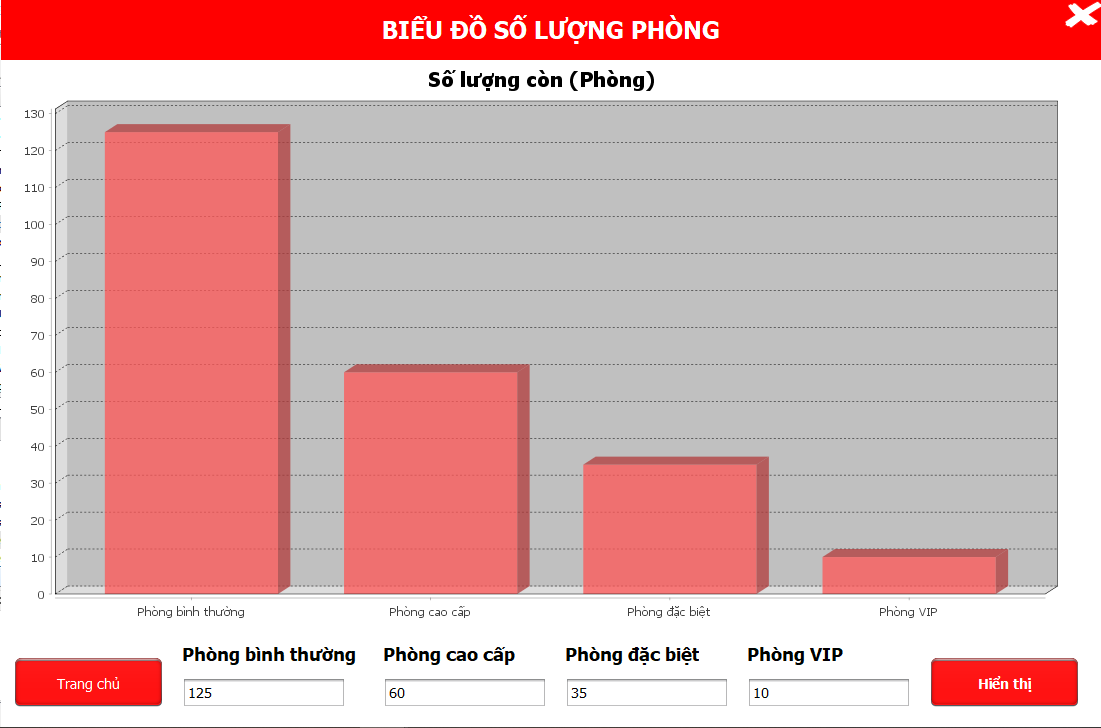 BIỂU ĐỒ SỐ LƯỢNG PHÒNG
Số lượng còn (Phòng)
130
120
110
100
90
80
70
60
50
40
30
20
10
0
Phòng bình thường
Phòng cao cấp
Phòng đặc biệt
Phòng VIP
Phòng bình thường
Phòng cao cấp
Phòng đặc biệt
Phòng VIP
Trang chủ
125
60
35
10
Hiển thị